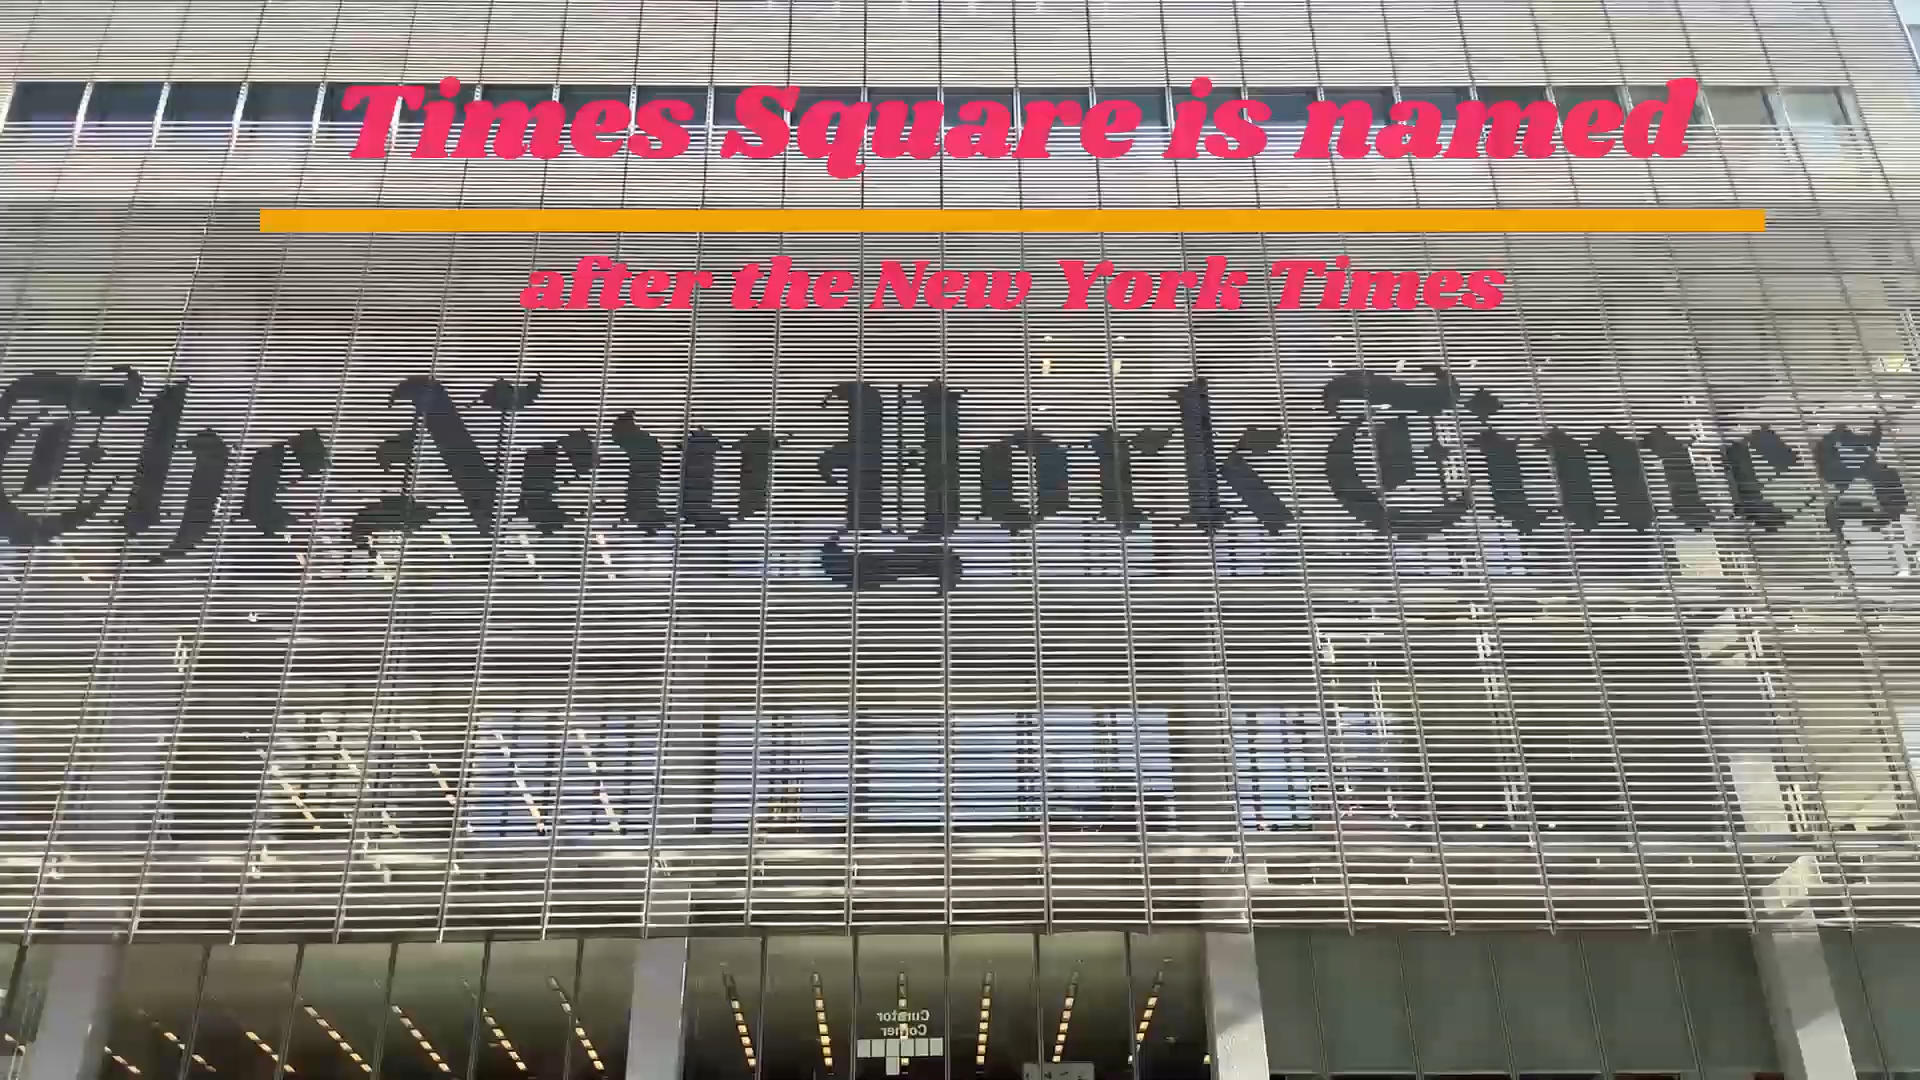 Times Square is named
after the New York Times
The New York Times
Curator
Corner